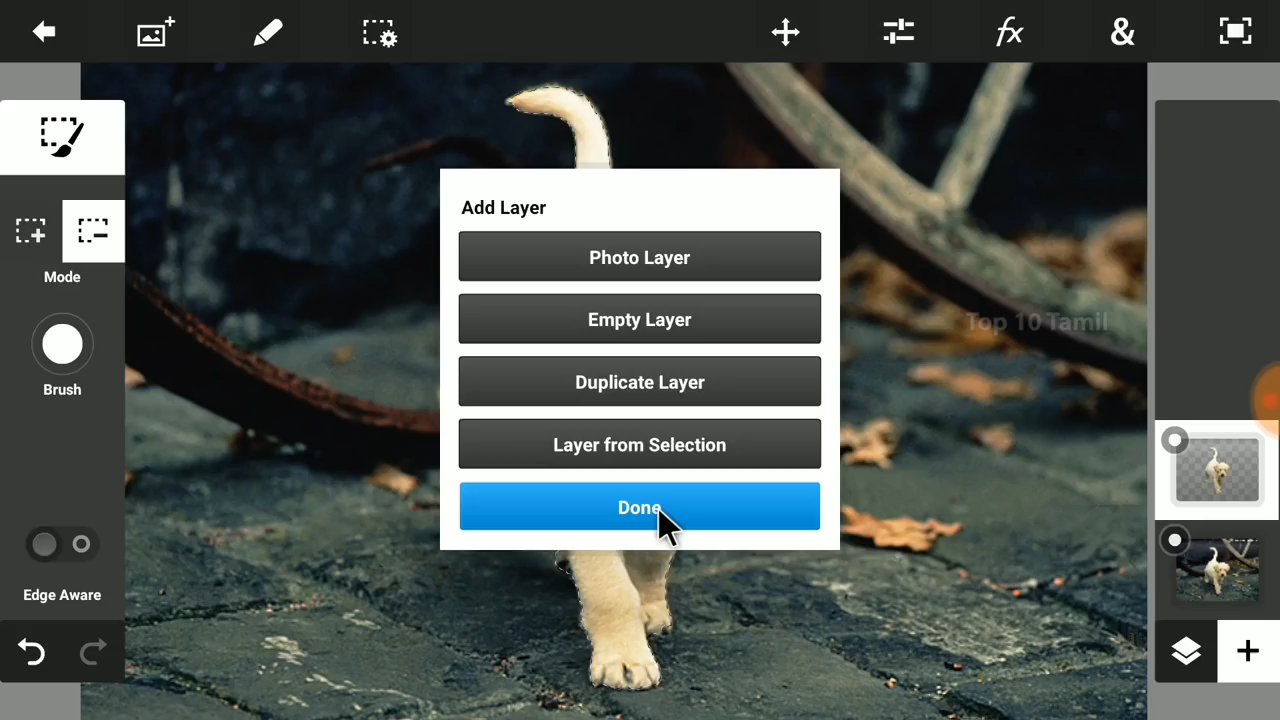 fx
&
Add Layer
Photo Layer
Empty Layer
Duplicate Layer
Layer from Selection
Done
Mode
Brush
Edge Aware
Top 10 Tamil